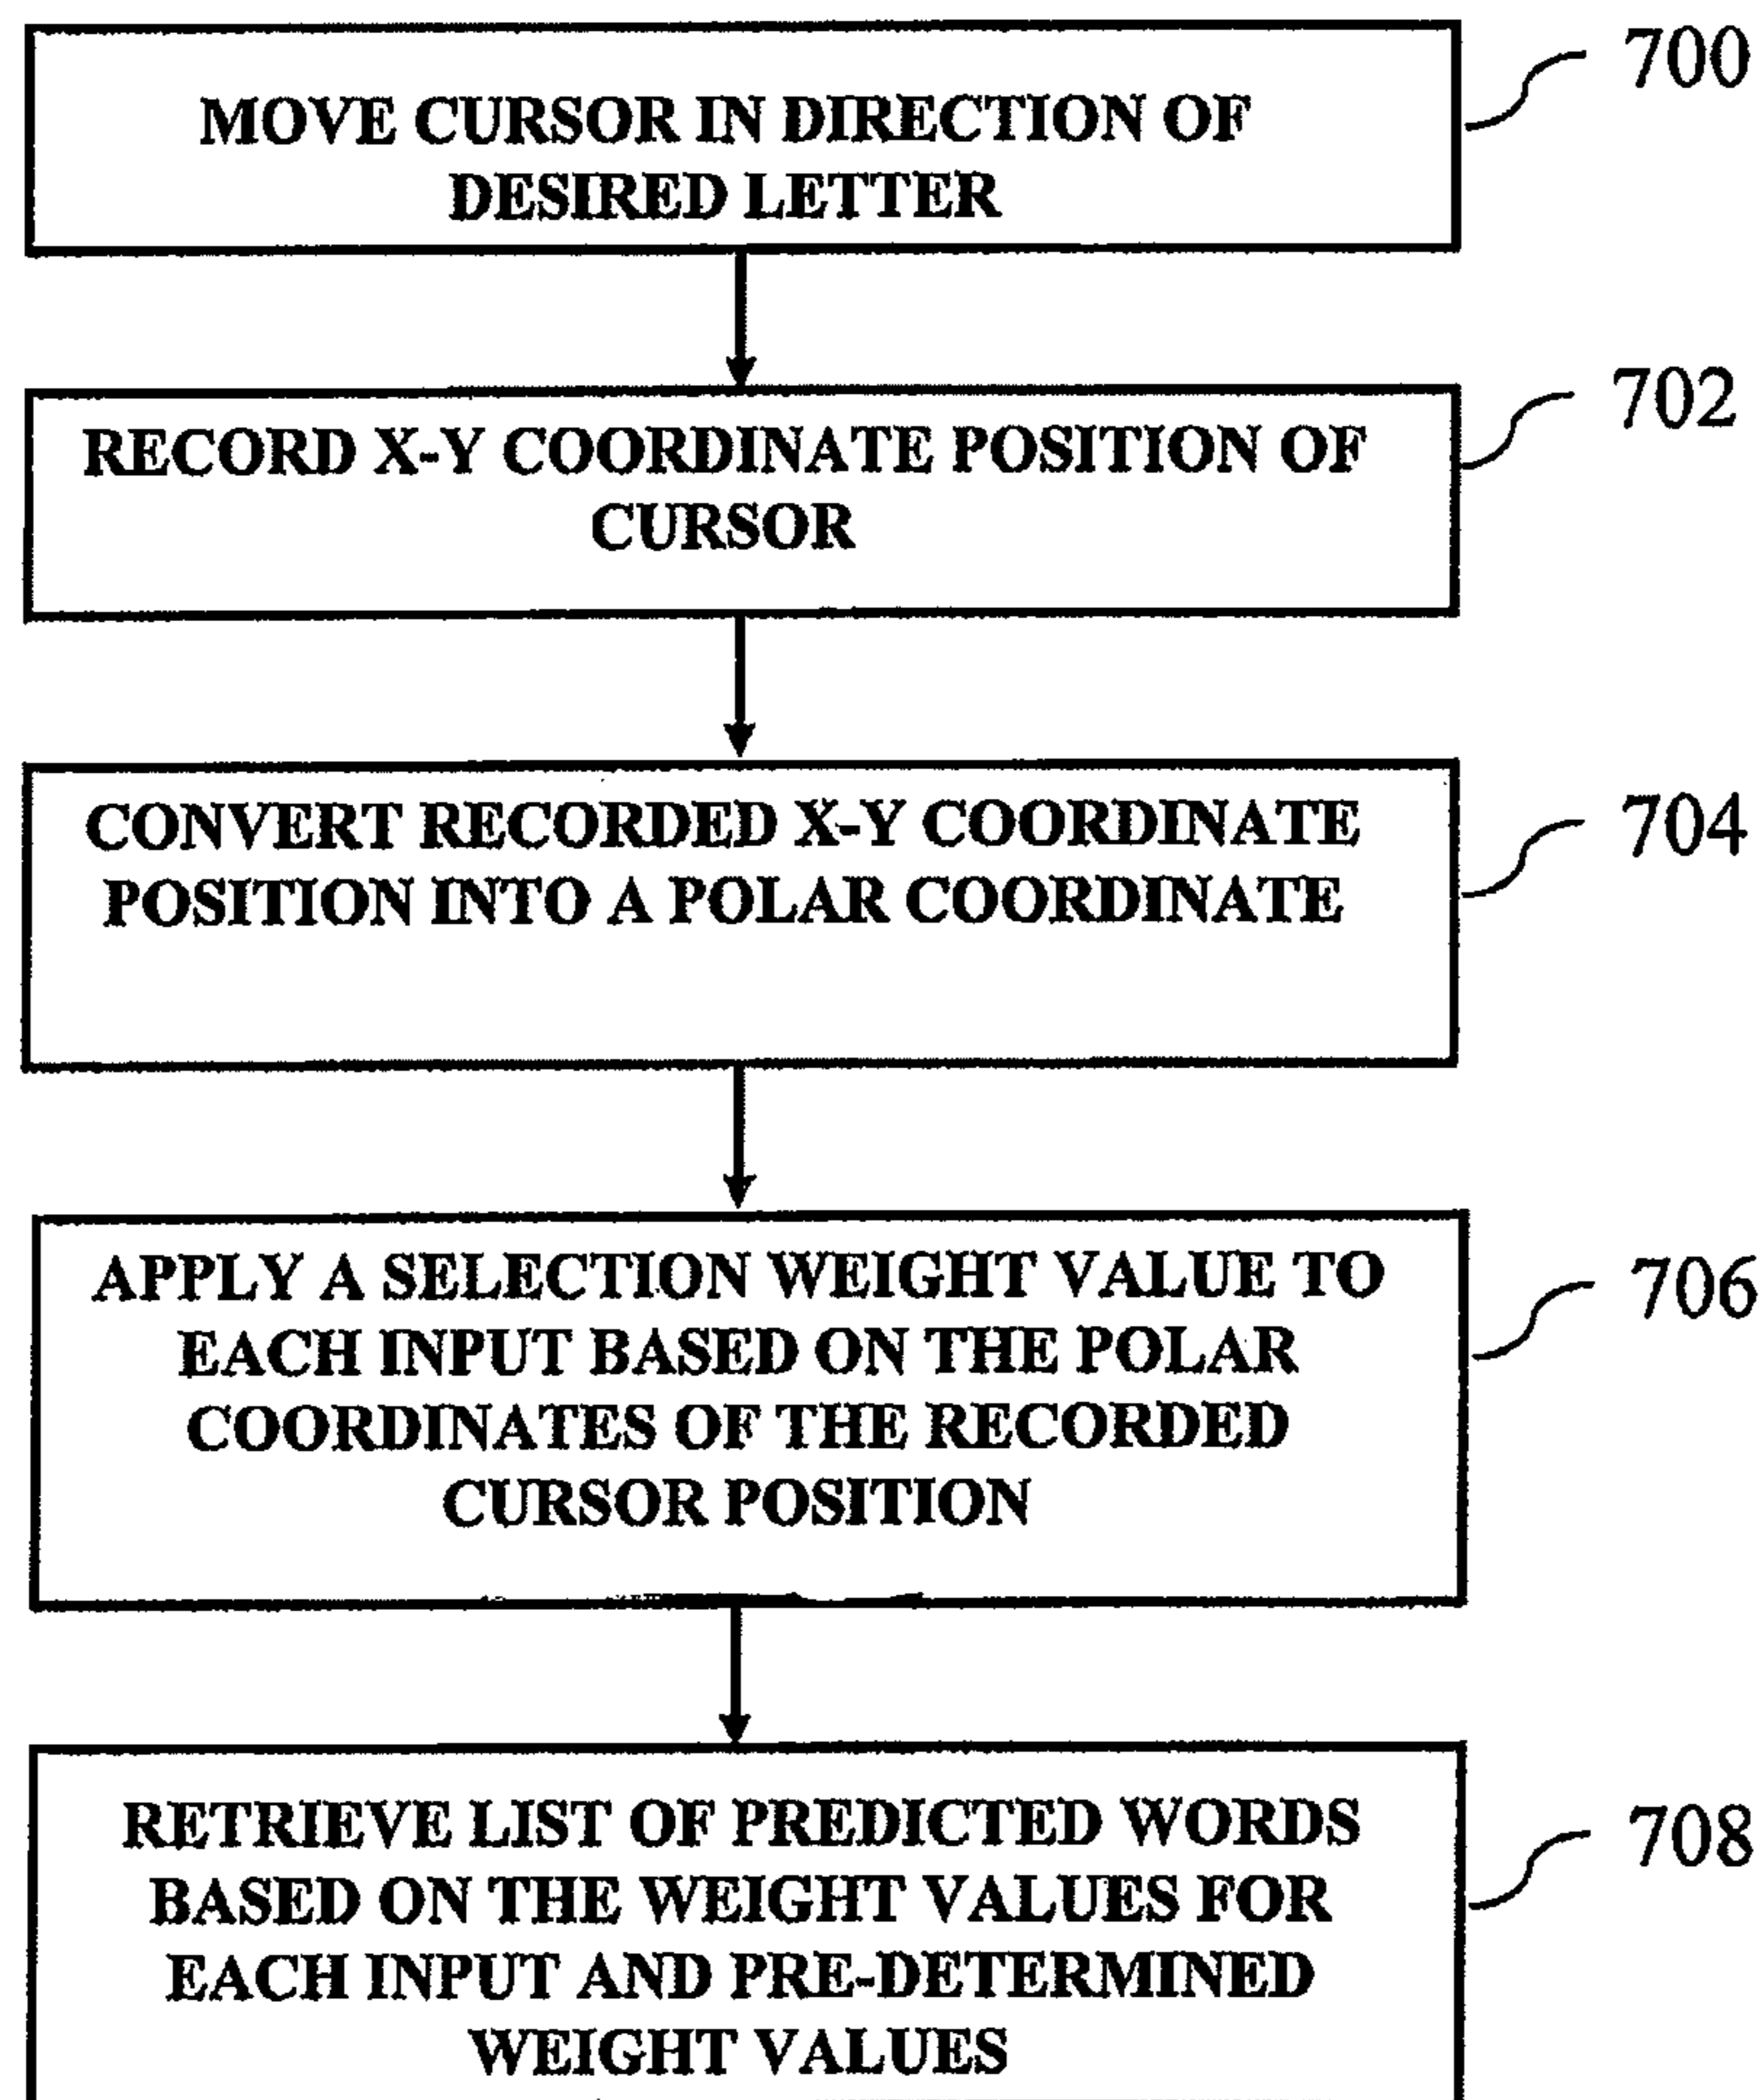 MOVE CURSOR IN DIRECTION OF
DESIRED LETTER
700
RECORD X-Y COORDINATE POSITION OF
CURSOR
702
CONVERT RECORDED X-Y COORDINATE
POSITION INTO A POLAR COORDINATE
704
APPLY A SELECTION WEIGHT VALUE TO
EACH INPUT BASED ON THE POLAR
COORDINATES OF THE RECORDED
CURSOR POSITION
706
RETRIEVE LIST OF PREDICTED WORDS
BASED ON THE WEIGHT VALUES FOR
EACH INPUT AND PRE-DETERMINED
WEIGHT VALUES
708